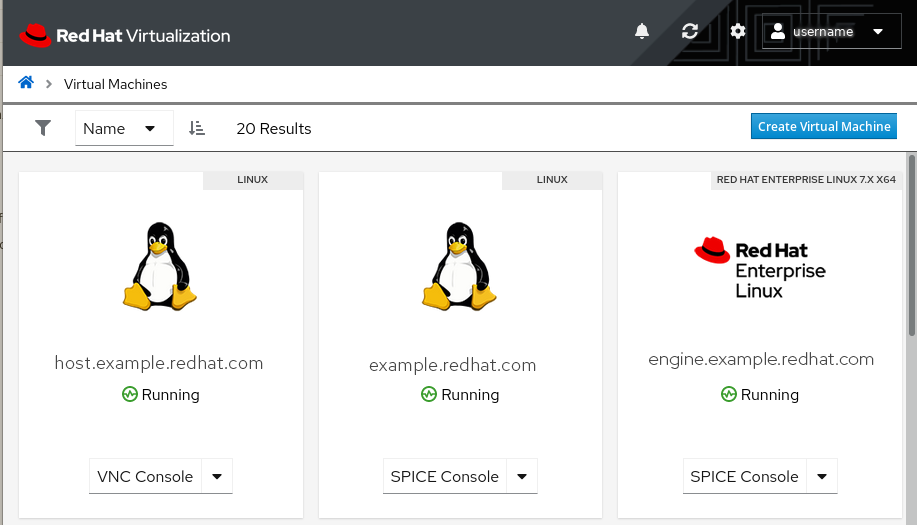 Red Hat Virtualization
username
Virtual Machines
Name
20 Results
Create Virtual Machine
LINUX
LINUX
RED HAT ENTERPRISE LINUX 7.X X64
Red Hat
Enterprise
Linux
host.example.redhat.com
example.redhat.com
engine.example.redhat.com
Running
Running
Running
VNC Console
SPICE Console
SPICE Console